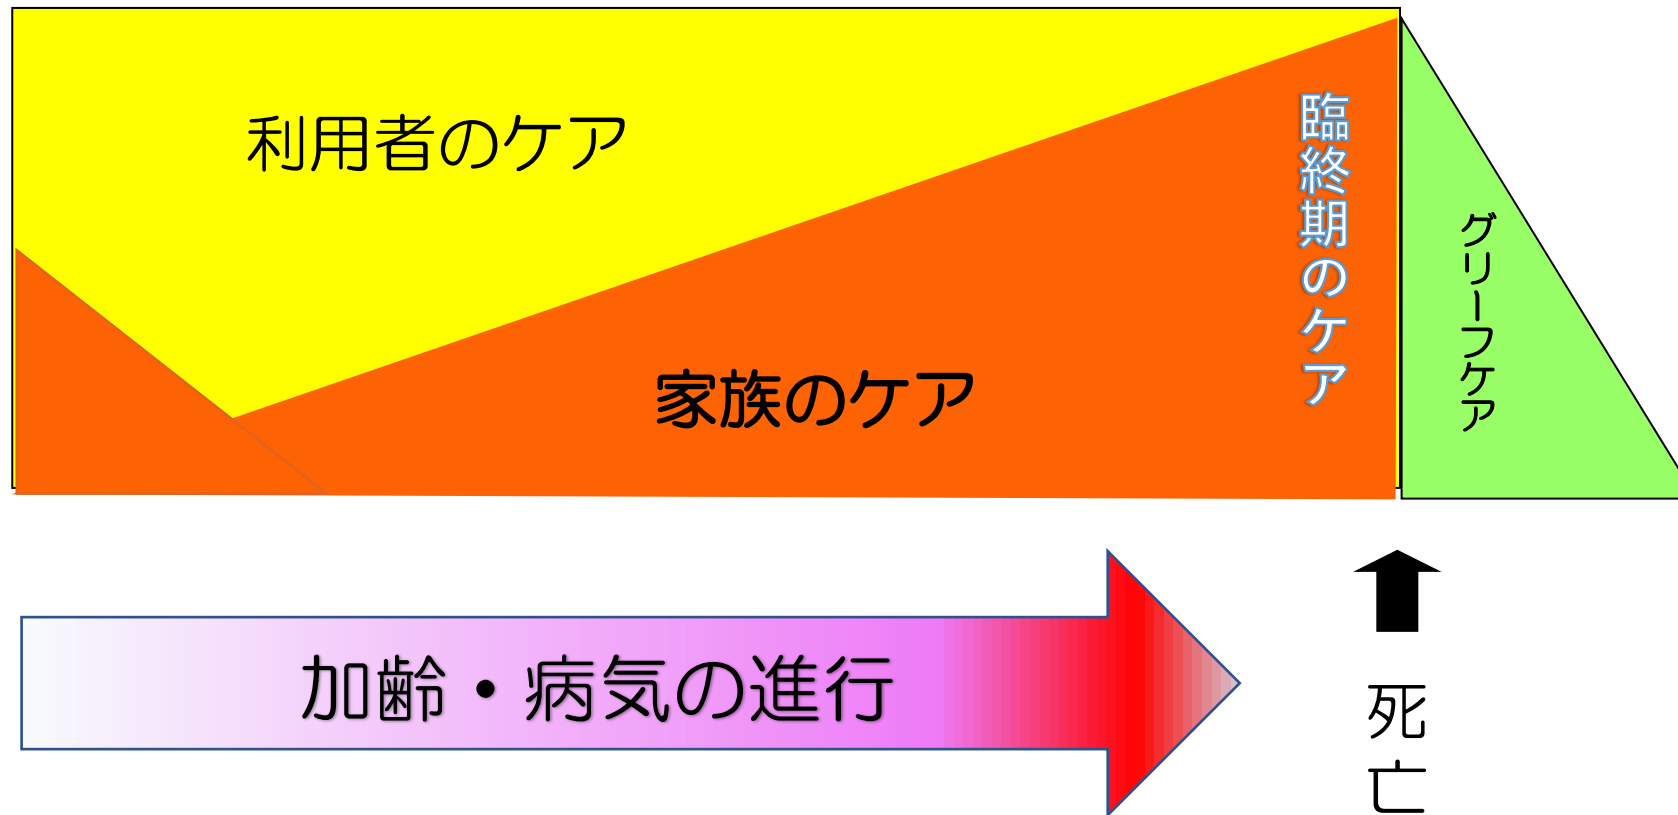 利用者のケア
家族のケア
臨終期のケア
グリーフケア
加齢・病気の進行
死亡